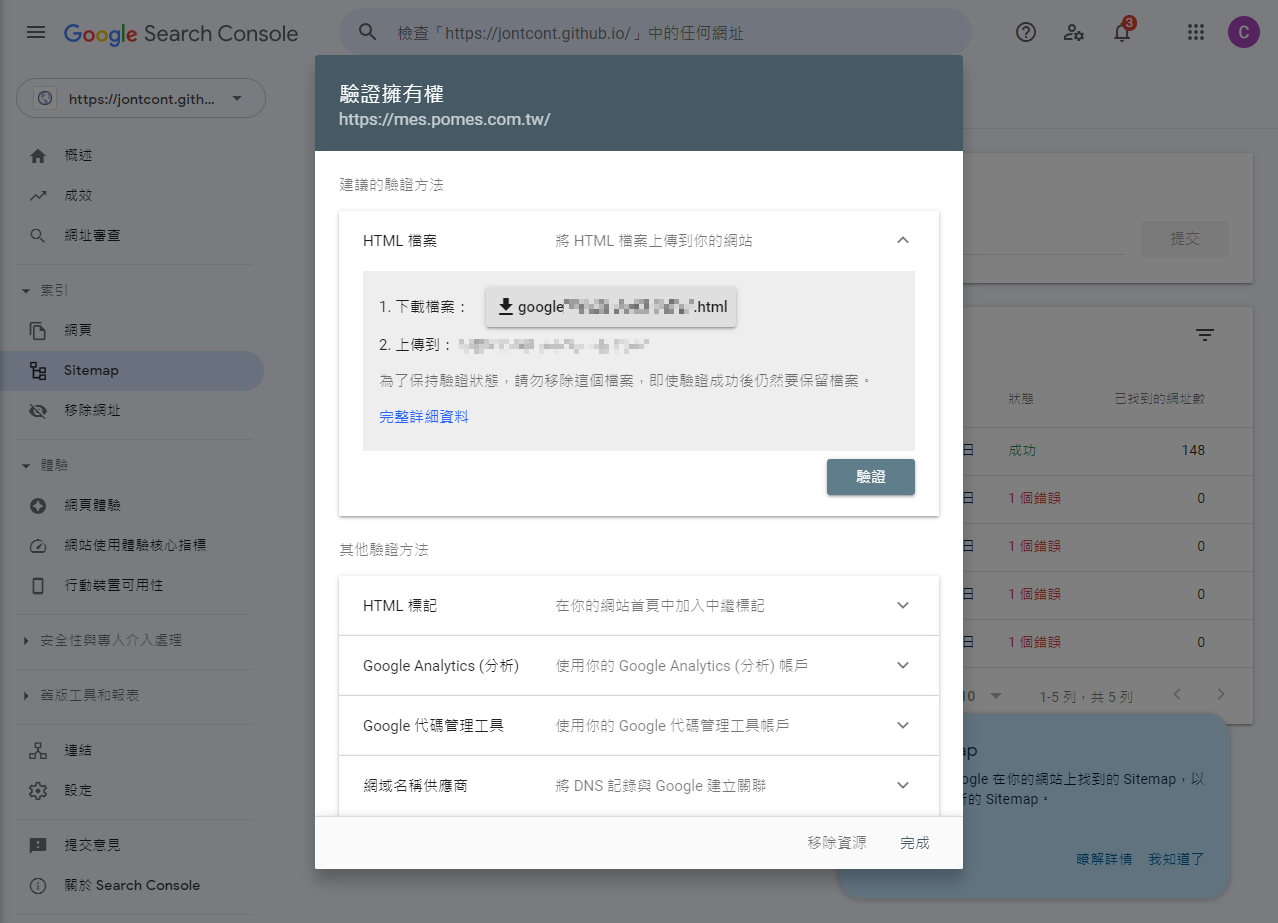 Google Search Console
檢查「https://jontcont.github.io/」中的任何網址
3
C
https://jontcont.gith...
概述
成效
網址審查
索引
網頁
Sitemap
移除網址
體驗
網頁體驗
網站使用體驗核心指標
行動裝置可用性
安全性與專人介入處理
舊版工具和報表
連結
設定
提交意見
關於 Search Console
驗證擁有權
https://mes.pomes.com.tw/
建議的驗證方法
HTML 檔案 將 HTML 檔案上傳到你的網站
1. 下載檔案： google .html
2. 上傳到：
為了保持驗證狀態，請勿移除這個檔案，即使驗證成功後仍然要保留檔案。
完整詳細資料
驗證
其他驗證方法
HTML 標記 在你的網站首頁中加入中繼標記
Google Analytics (分析) 使用你的 Google Analytics (分析) 帳戶
Google 代碼管理工具 使用你的 Google 代碼管理工具帳戶
網域名稱供應商 將 DNS 記錄與 Google 建立關聯
移除資源 完成
提交
狀態 已找到的網址數
日 成功 148
日 1 個錯誤 0
日 1 個錯誤 0
日 1 個錯誤 0
日 1 個錯誤 0
10 1-5 列，共 5 列
ap
ogle 在你的網站上找到的 Sitemap，以
的 Sitemap。
瞭解詳情 我知道了